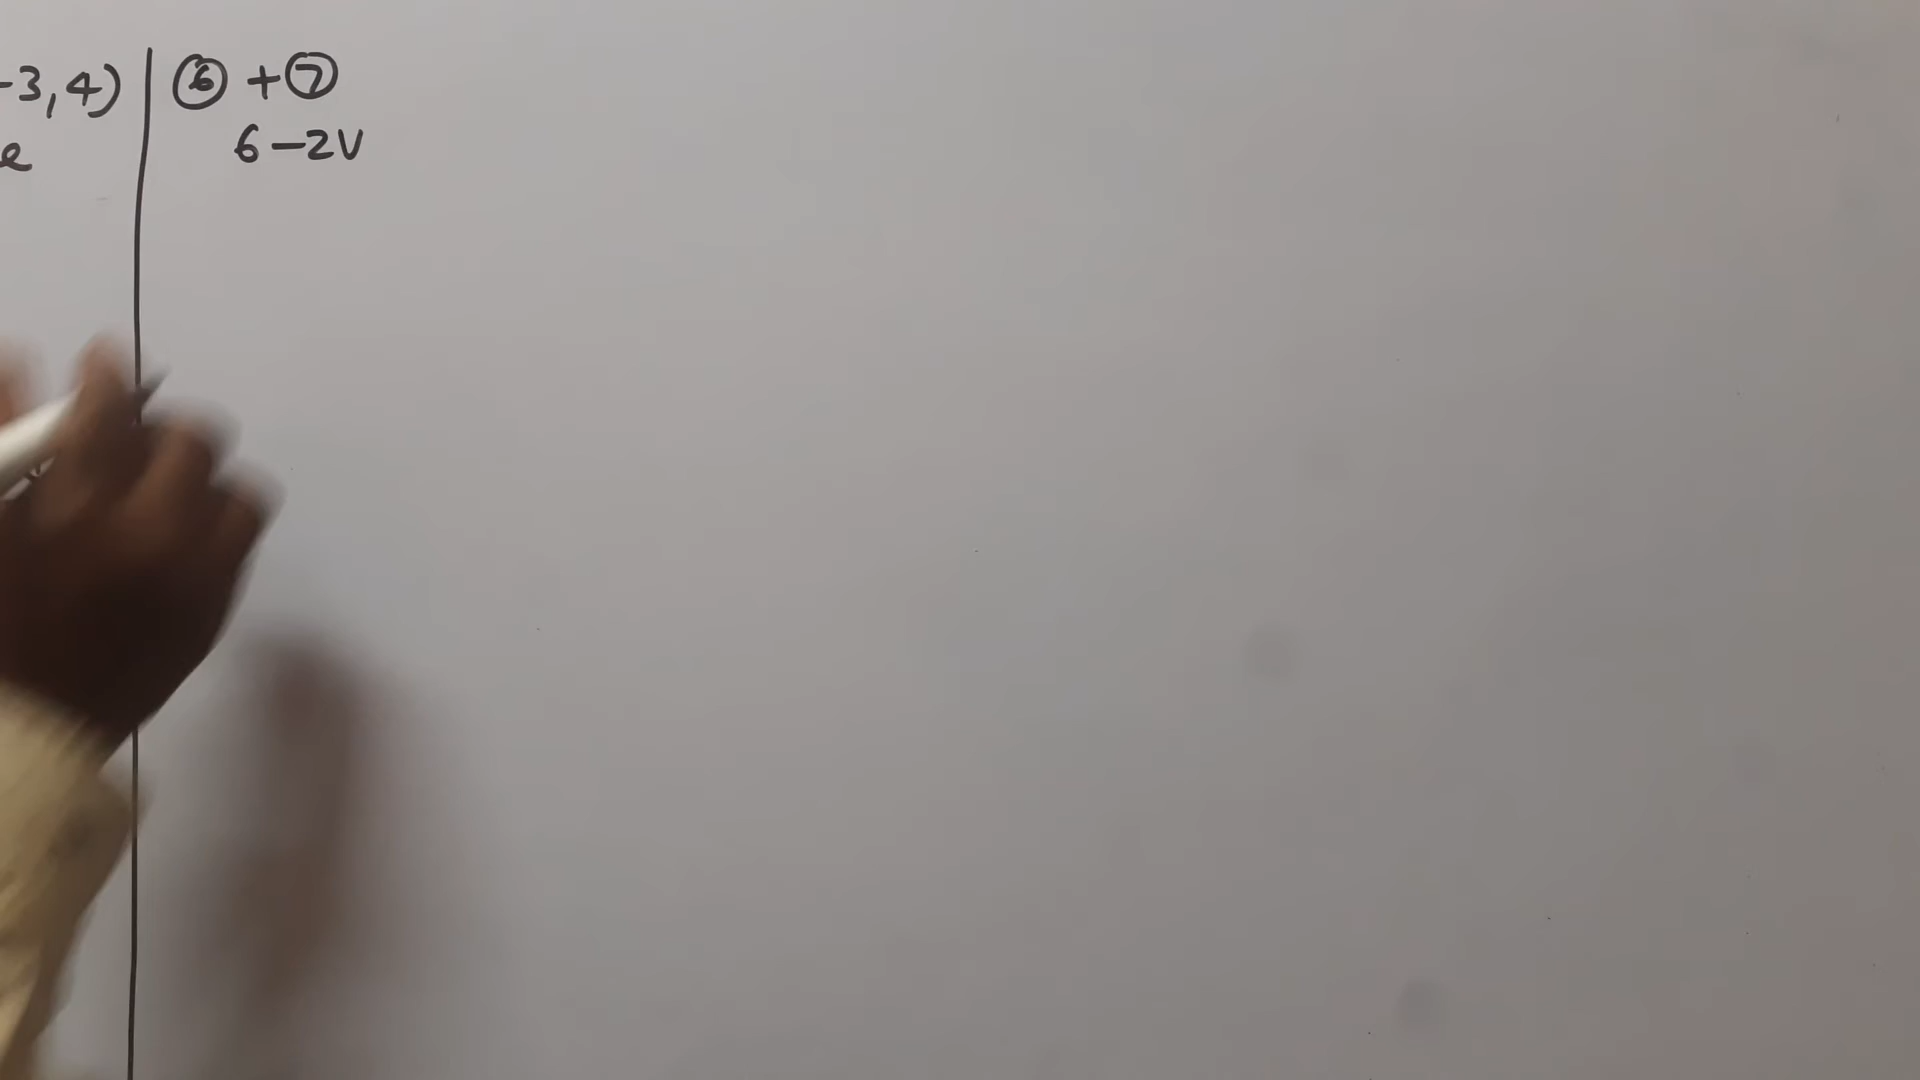 -3,4)
e
⑥ + ⑦
6-2v